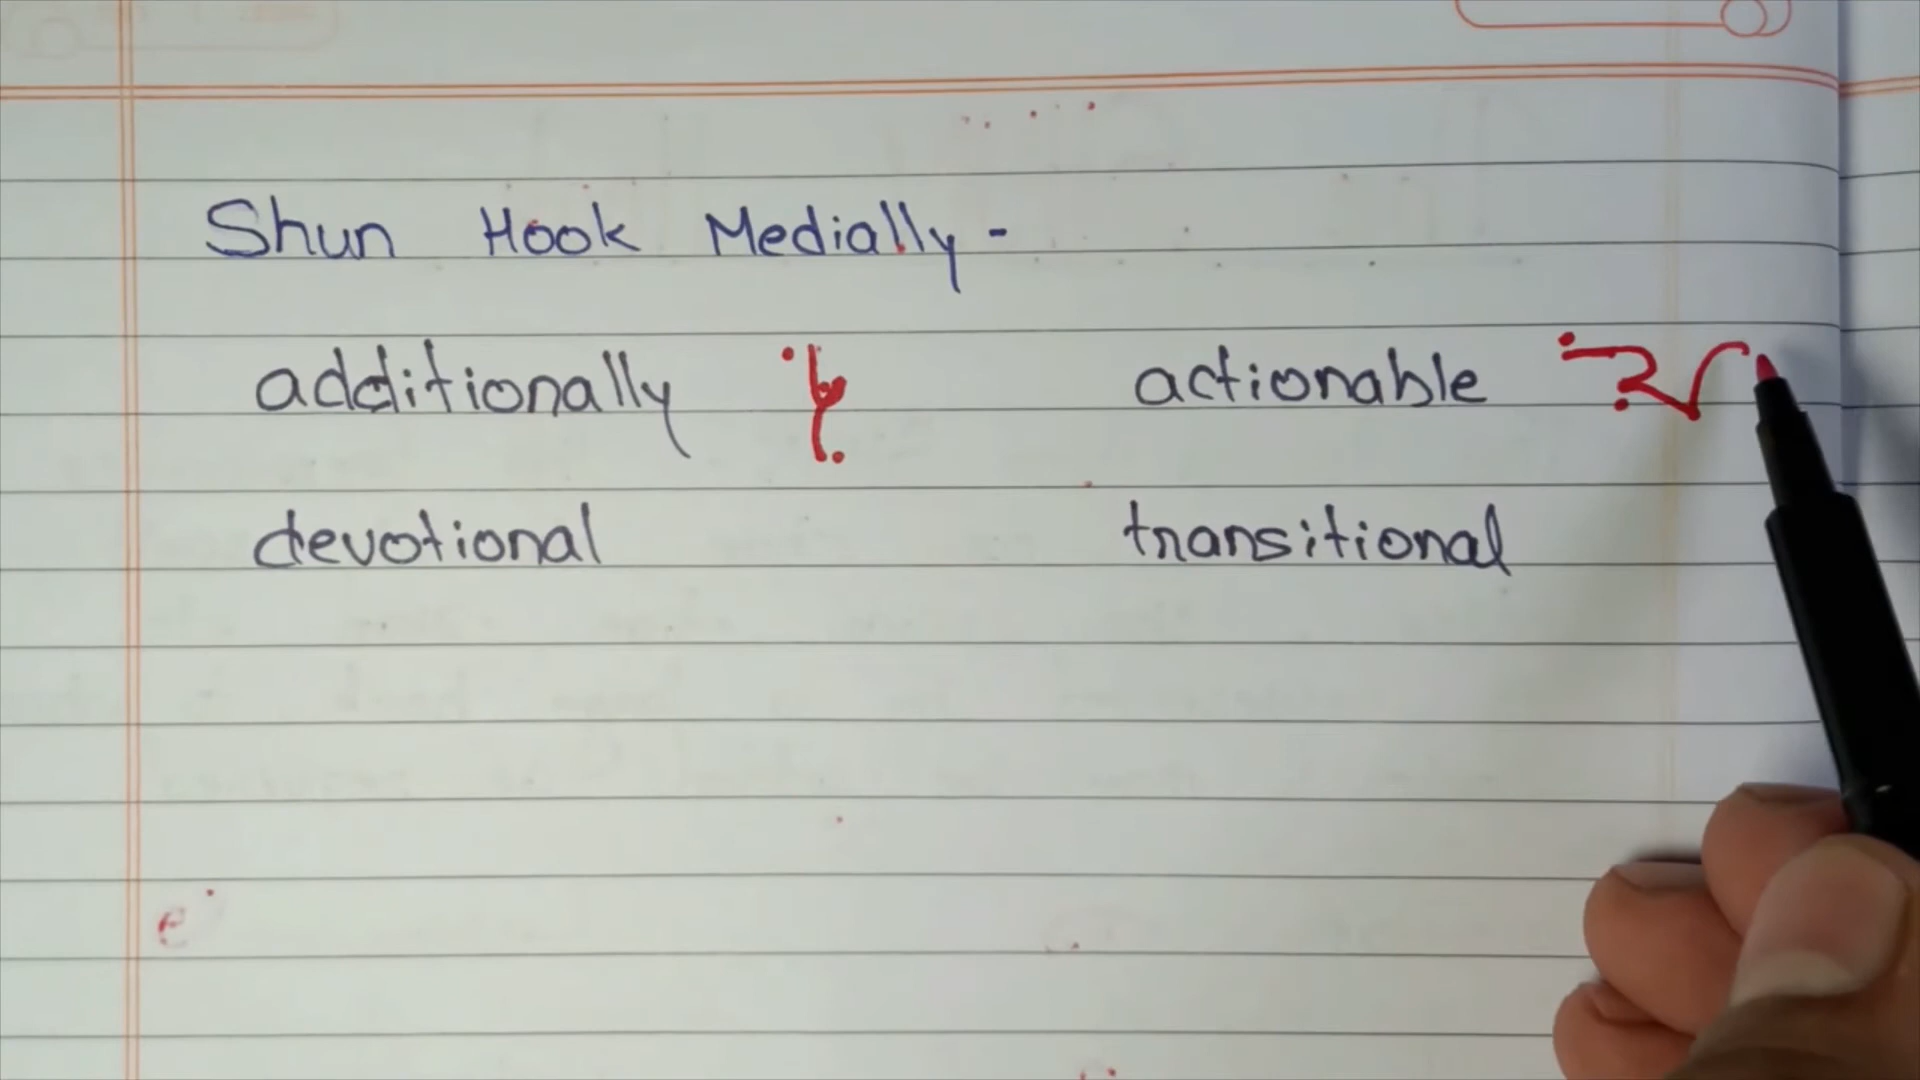 Shun Hook Medially -
additionally actionable
devotional transitional